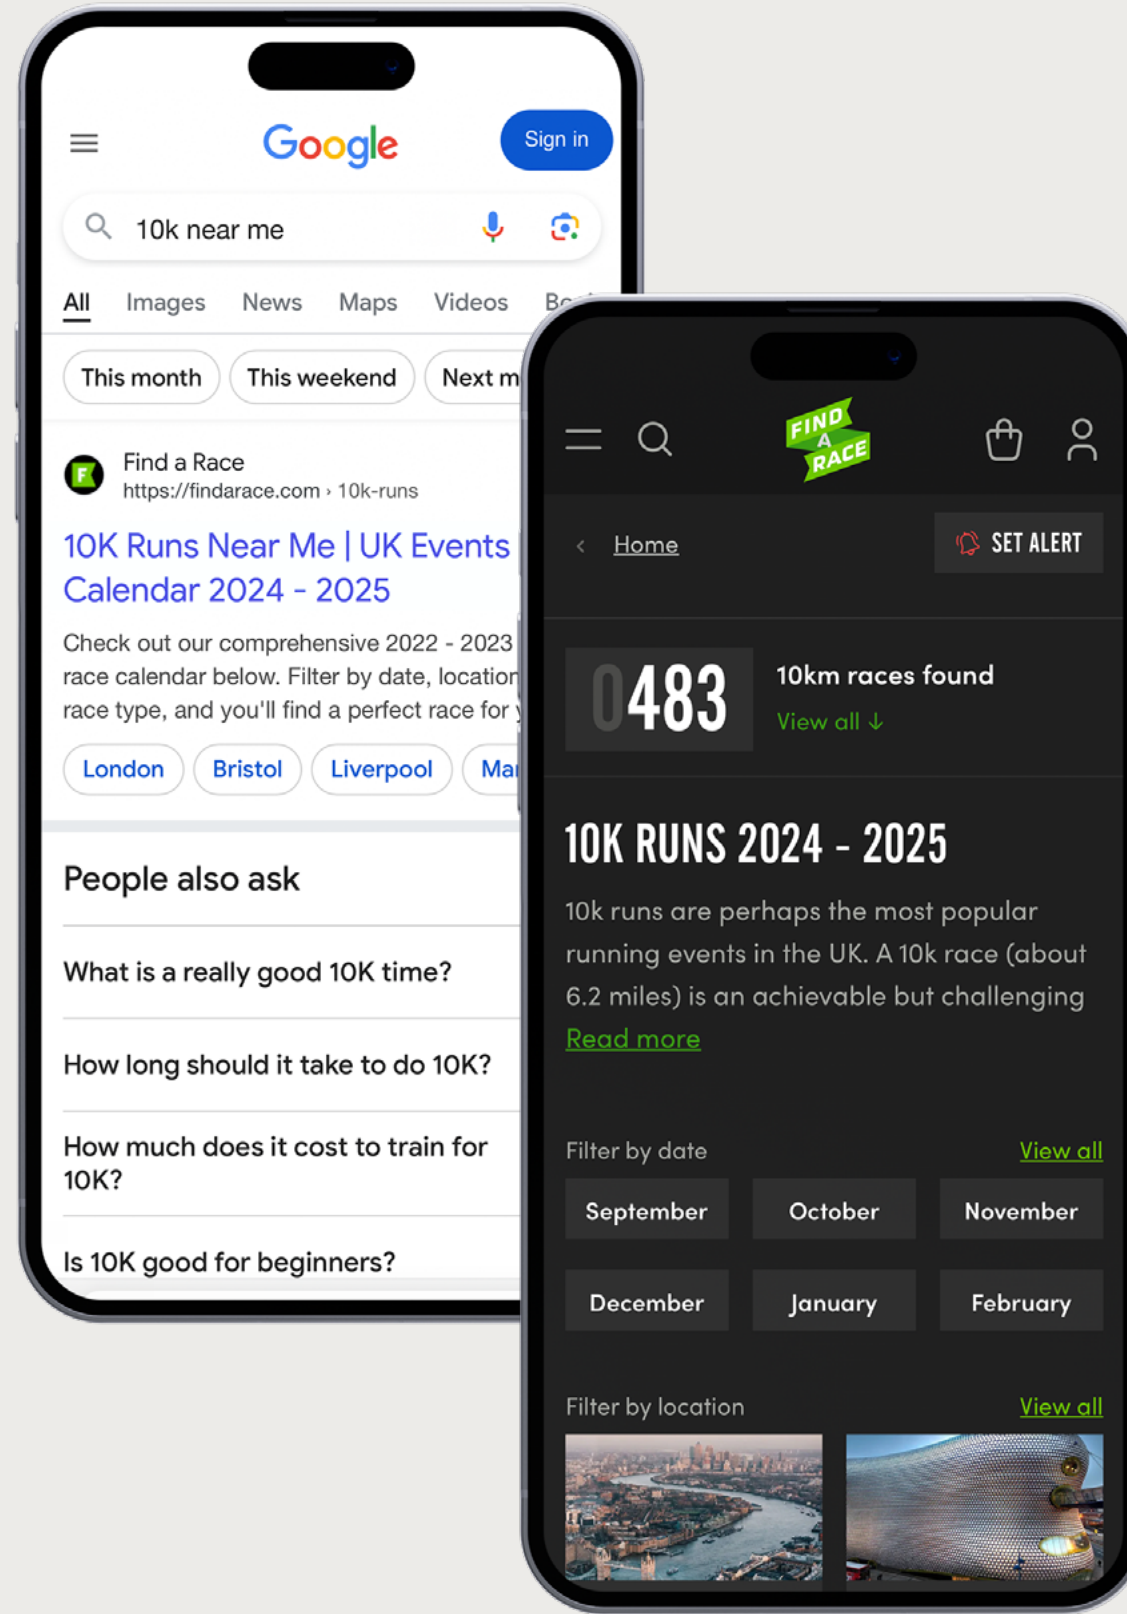 Google
Sign in
10k near me
All Images News Maps Videos
This month This weekend Next
F
Find a Race
https://findarace.com › 10k-runs
10K Runs Near Me | UK Events
Calendar 2024 - 2025
Check out our comprehensive 2022 - 2023
race calendar below. Filter by date, location
race type, and you'll find a perfect race for
London Bristol Liverpool
People also ask
What is a really good 10K time?
How long should it take to do 10K?
How much does it cost to train for
10K?
Is 10K good for beginners?
FIND
A
RACE
‹ Home
SET ALERT
0483
10km races found
View all ↓
10K RUNS 2024 - 2025
10k runs are perhaps the most popular
running events in the UK. A 10k race (about
6.2 miles) is an achievable but challenging
Read more
Filter by date View all
September October November
December January February
Filter by location View all